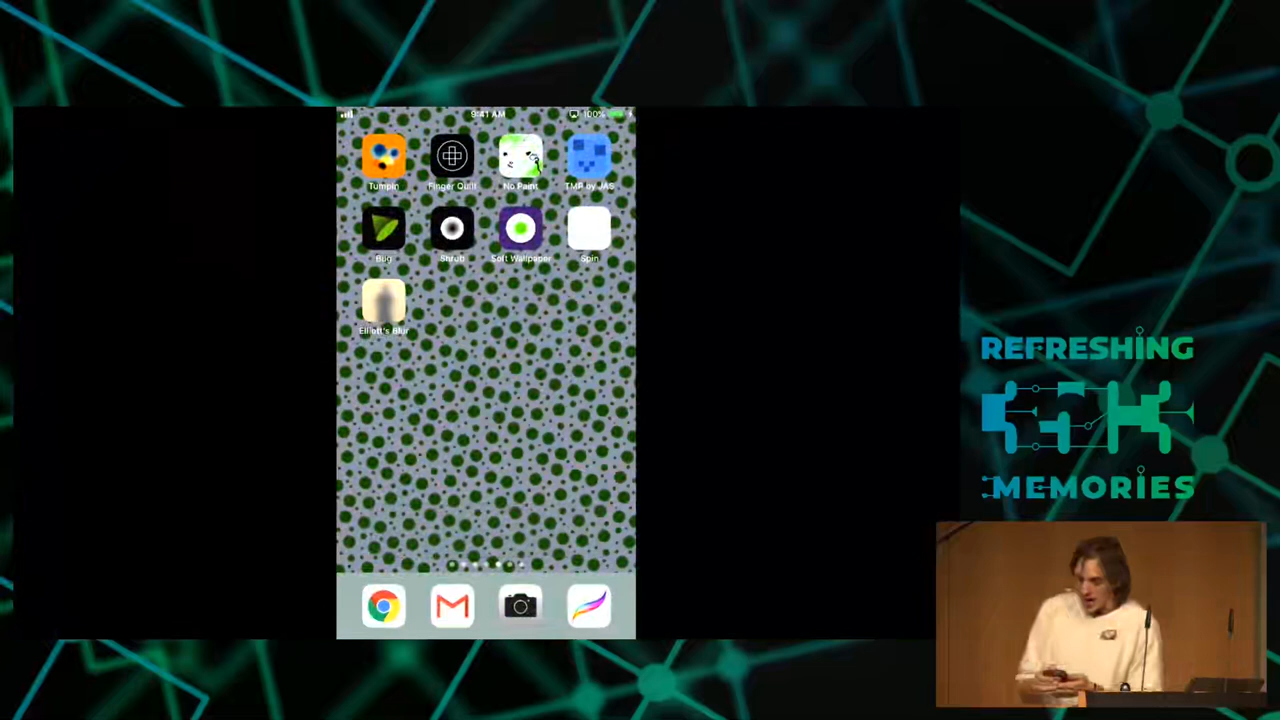 9:41 AM 100%
Tumpin Finger Quilt No Paint TMP by JAS
Bug Shrub Soft Wallpaper Spin
Elliott's Blur
REFRESHING
MEMORIES